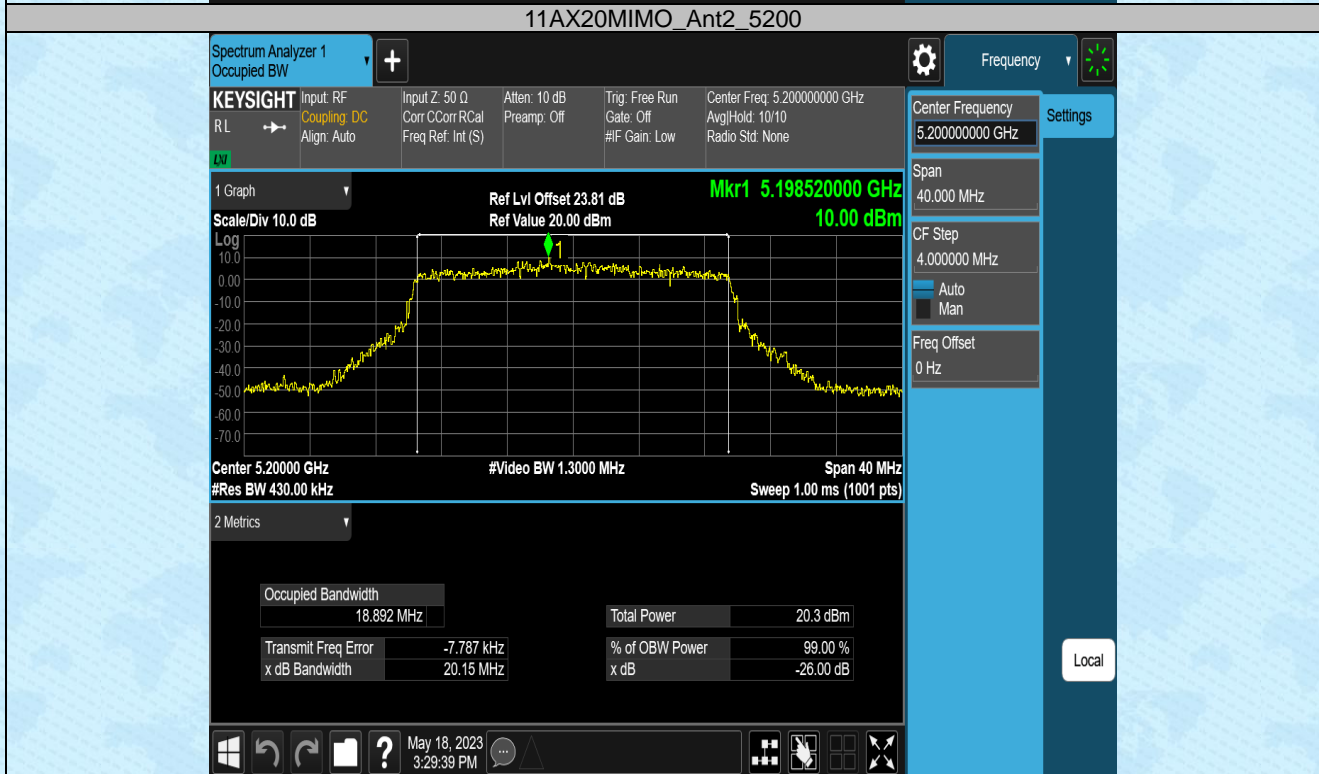 11AX20MIMO_Ant2_5200
Spectrum Analyzer 1
Occupied BW
+
Frequency
KEYSIGHT
RL
LXI
Input: RF
Coupling: DC
Align: Auto
Input Z: 50 Ω
Corr CCorr RCal
Freq Ref: Int (S)
Atten: 10 dB
Preamp: Off
Trig: Free Run
Gate: Off
#IF Gain: Low
Center Freq: 5.200000000 GHz
Avg|Hold: 10/10
Radio Std: None
Center Frequency
5.200000000 GHz
Settings
Span
40.000 MHz
CF Step
4.000000 MHz
Auto
Man
Freq Offset
0 Hz
1 Graph
Ref Lvl Offset 23.81 dB
Mkr1 5.198520000 GHz
Scale/Div 10.0 dB
Ref Value 20.00 dBm
10.00 dBm
Log
1
10.0
0.00
-10.0
-20.0
-30.0
-40.0
-50.0
-60.0
-70.0
Center 5.20000 GHz
#Video BW 1.3000 MHz
Span 40 MHz
#Res BW 430.00 kHz
Sweep 1.00 ms (1001 pts)
2 Metrics
Occupied Bandwidth
18.892 MHz
Total Power 20.3 dBm
Transmit Freq Error -7.787 kHz
% of OBW Power 99.00 %
x dB Bandwidth 20.15 MHz
x dB -26.00 dB
Local
?
May 18, 2023
3:29:39 PM